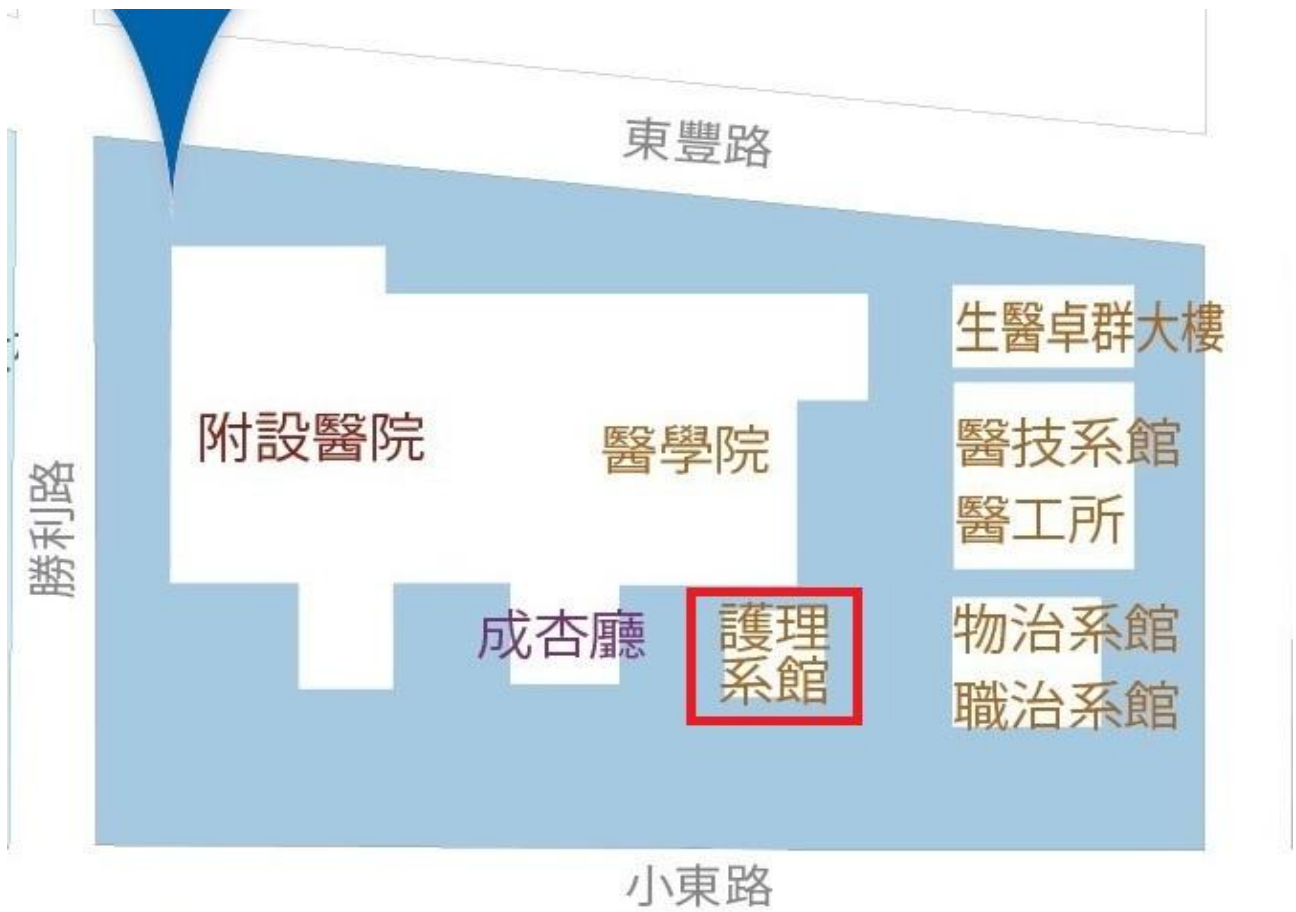 東豐路
生醫卓群大樓
附設醫院
醫學院
醫技系館
醫工所
勝利路
成杏廳
護理
系館
物治系館
職治系館
小東路